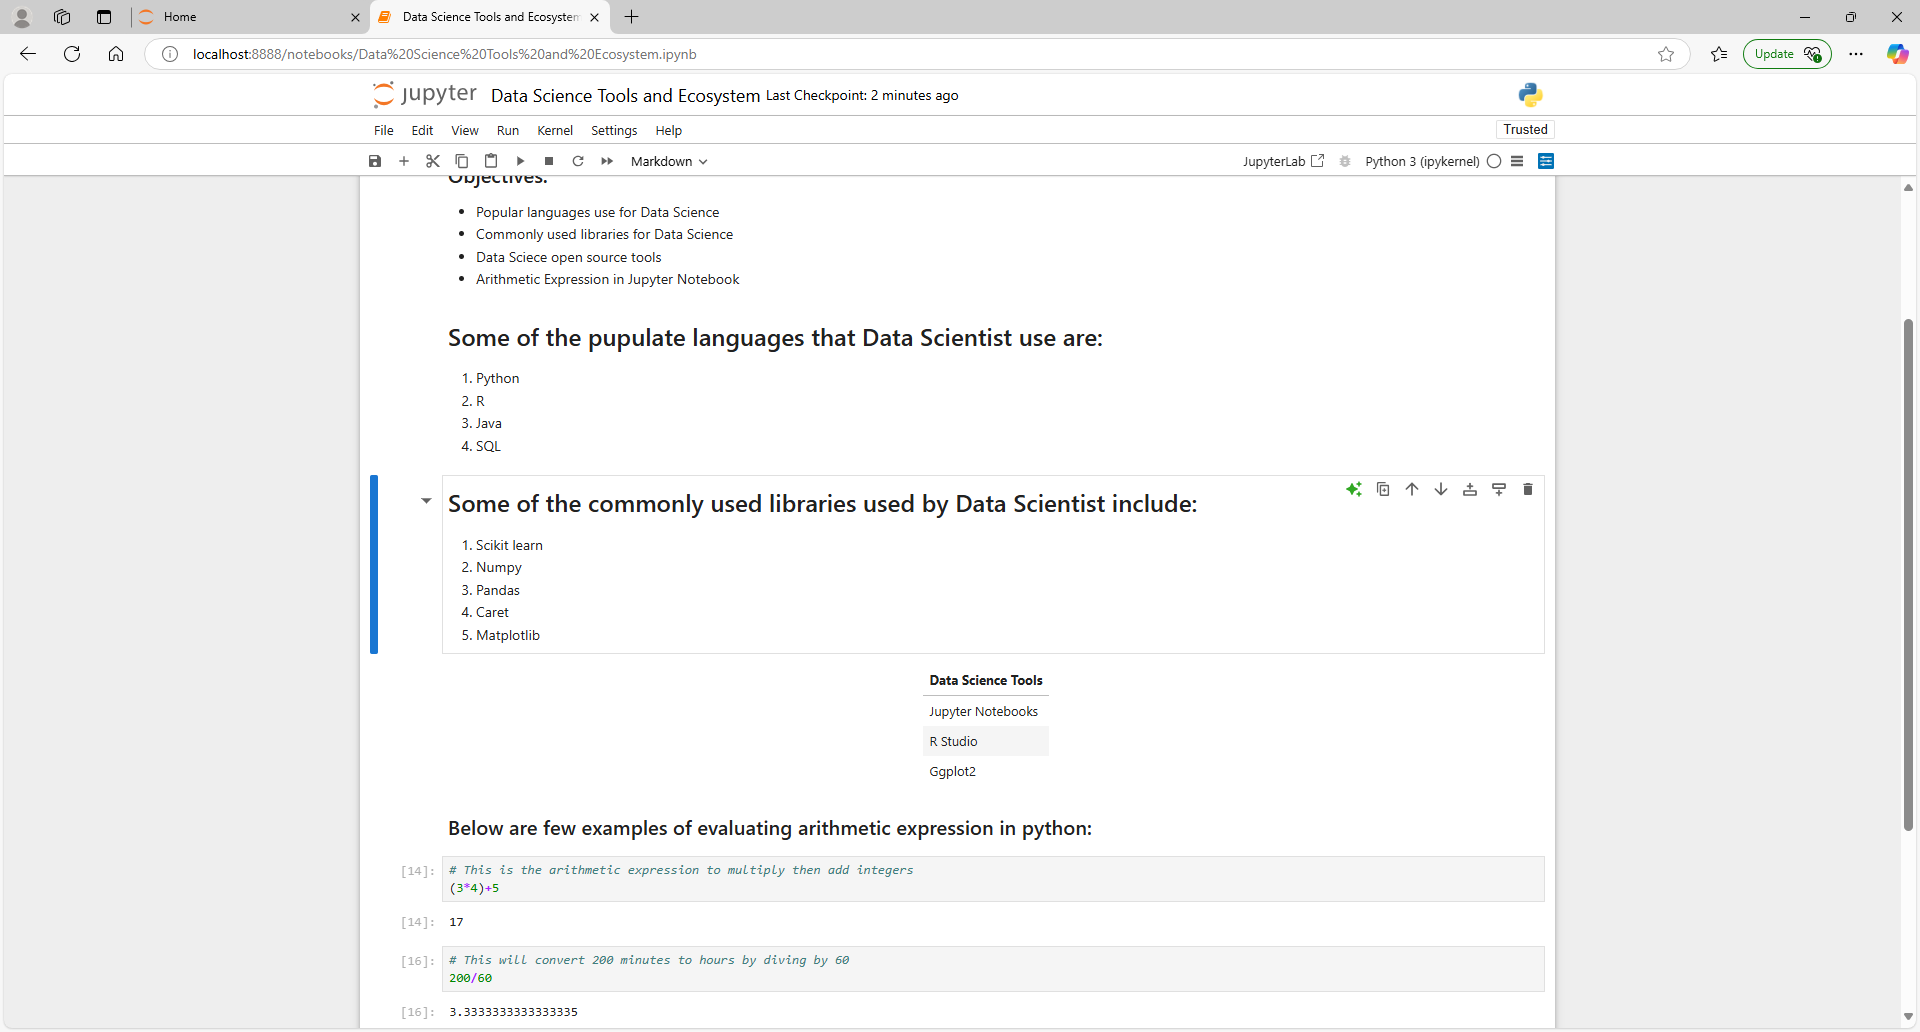 Home
Data Science Tools and Ecosystem
localhost:8888/notebooks/Data%20Science%20Tools%20and%20Ecosystem.ipynb
Update
jupyter Data Science Tools and Ecosystem Last Checkpoint: 2 minutes ago
File Edit View Run Kernel Settings Help
Trusted
Markdown
JupyterLab Python 3 (ipykernel)
Objectives:
• Popular languages use for Data Science
• Commonly used libraries for Data Science
• Data Sciece open source tools
• Arithmetic Expression in Jupyter Notebook
Some of the pupulate languages that Data Scientist use are:
1. Python
2. R
3. Java
4. SQL
Some of the commonly used libraries used by Data Scientist include:
1. Scikit learn
2. Numpy
3. Pandas
4. Caret
5. Matplotlib
Data Science Tools
Jupyter Notebooks
R Studio
Ggplot2
Below are few examples of evaluating arithmetic expression in python:
[14]: # This is the arithmetic expression to multiply then add integers
(3*4)+5
[14]: 17
[16]: # This will convert 200 minutes to hours by diving by 60
200/60
[16]: 3.3333333333333335